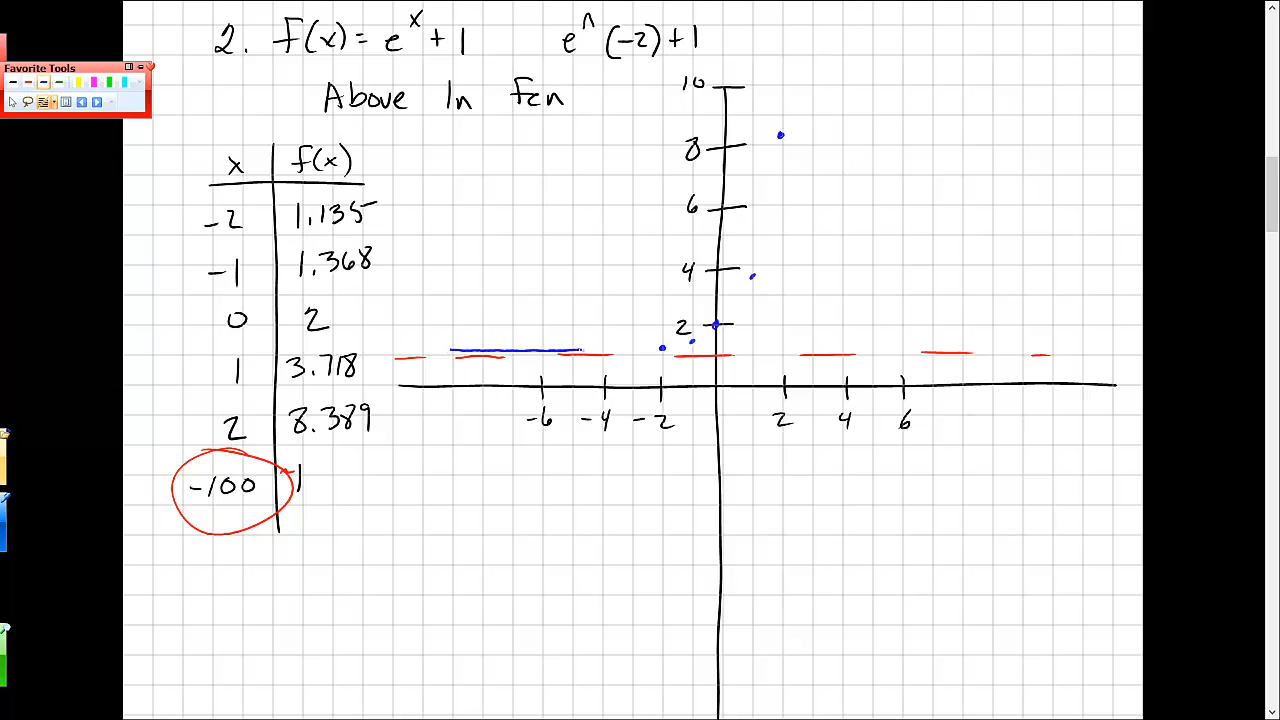 2. f(x) = e^x + 1 e^∧(-2)+1
Favorite Tools
Above ln fcn
x f(x)
-2 1.135
-1 1.368
0 2
1 3.718
2 8.389
-100 1
10
8
6
4
2
-6 -4 -2 2 4 6